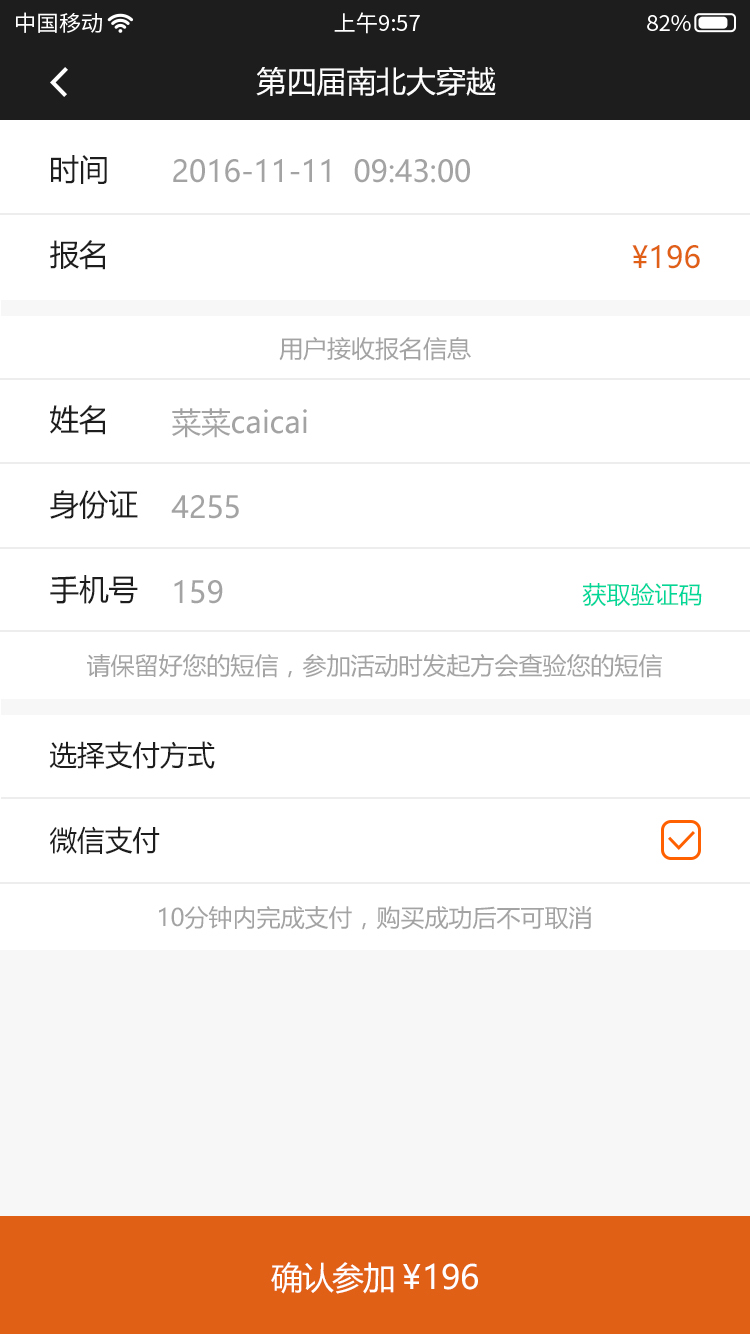 中国移动 上午9:57 82%
第四届南北大穿越
时间 2016-11-11 09:43:00
报名 ¥196
用户接收报名信息
姓名 菜菜caicai
身份证 4255
手机号 159 获取验证码
请保留好您的短信，参加活动时发起方会查验您的短信
选择支付方式
微信支付
10分钟内完成支付，购买成功后不可取消
确认参加 ¥196